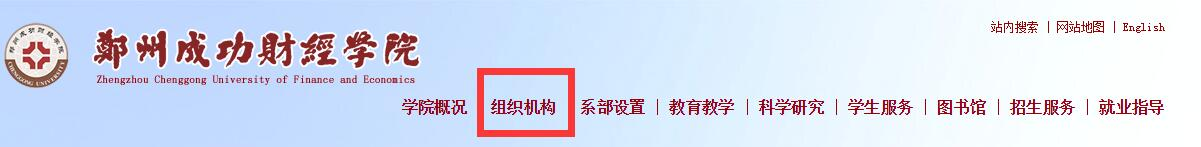 站内搜索 | 网站地图 | English
鄭州成功财經学院
Zhengzhou Chenggong University of Finance and Economics
学院概况 组织机构 系部设置 | 教育教学 | 科学研究 | 学生服务 | 图书馆 | 招生服务 | 就业指导